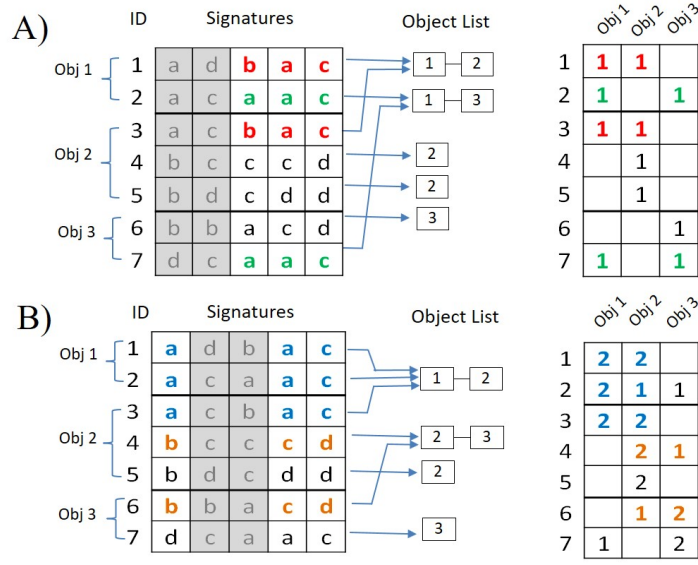 A)
ID Signatures Object List Obj 1 Obj 2 Obj 3
Obj 1
1 a d b a c 1 2 1 1 1
2 a c a a c 1 3 2 1 1
Obj 2
3 a c b a c 3 1 1
4 b c c c d 2 4 1
5 b d c d d 2 5 1
Obj 3
6 b b a c d 3 6 1
7 d c a a c 7 1 1
B)
ID Signatures Object List Obj 1 Obj 2 Obj 3
Obj 1
1 a d b a c 1 2 2
2 a c a a c 1 2 2 2 1 1
Obj 2
3 a c b a c 3 2 2
4 b c c c d 2 3 4 2 1
5 b d c d d 2 5 2
Obj 3
6 b b a c d 6 1 2
7 d c a a c 3 7 1 2